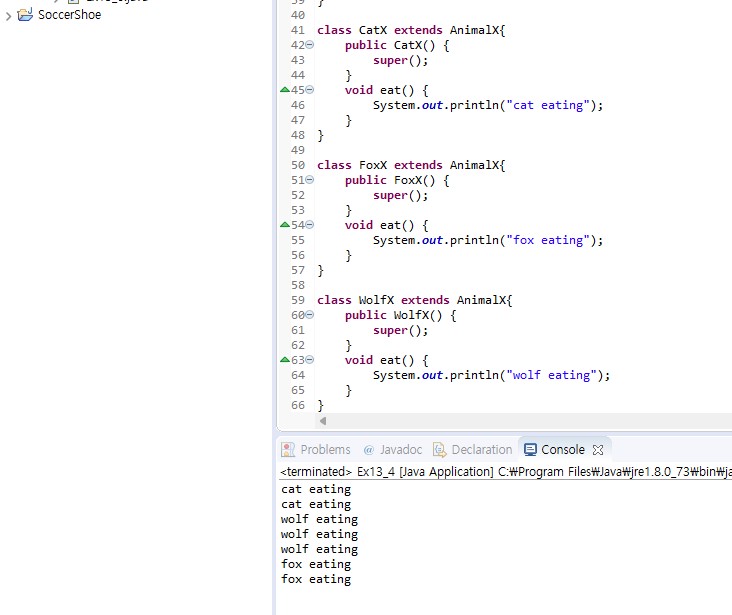 SoccerShoe
39 }
40
41 class CatX extends AnimalX{
42 public CatX() {
43 super();
44 }
45 void eat() {
46 System.out.println("cat eating");
47 }
48 }
49
50 class FoxX extends AnimalX{
51 public FoxX() {
52 super();
53 }
54 void eat() {
55 System.out.println("fox eating");
56 }
57 }
58
59 class WolfX extends AnimalX{
60 public WolfX() {
61 super();
62 }
63 void eat() {
64 System.out.println("wolf eating");
65 }
66 }
Problems @ Javadoc Declaration Console
<terminated> Ex13_4 [Java Application] C:₩Program Files₩Java₩jre1.8.0_73₩bin₩ja
cat eating
cat eating
wolf eating
wolf eating
wolf eating
fox eating
fox eating